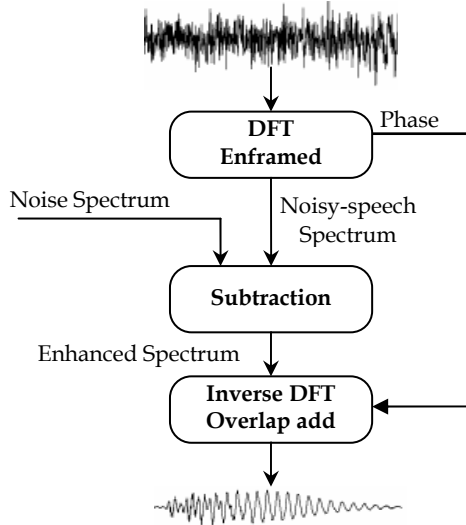 DFT
Enframed
Phase
Noise Spectrum
Noisy-speech
Spectrum
Subtraction
Enhanced Spectrum
Inverse DFT
Overlap add